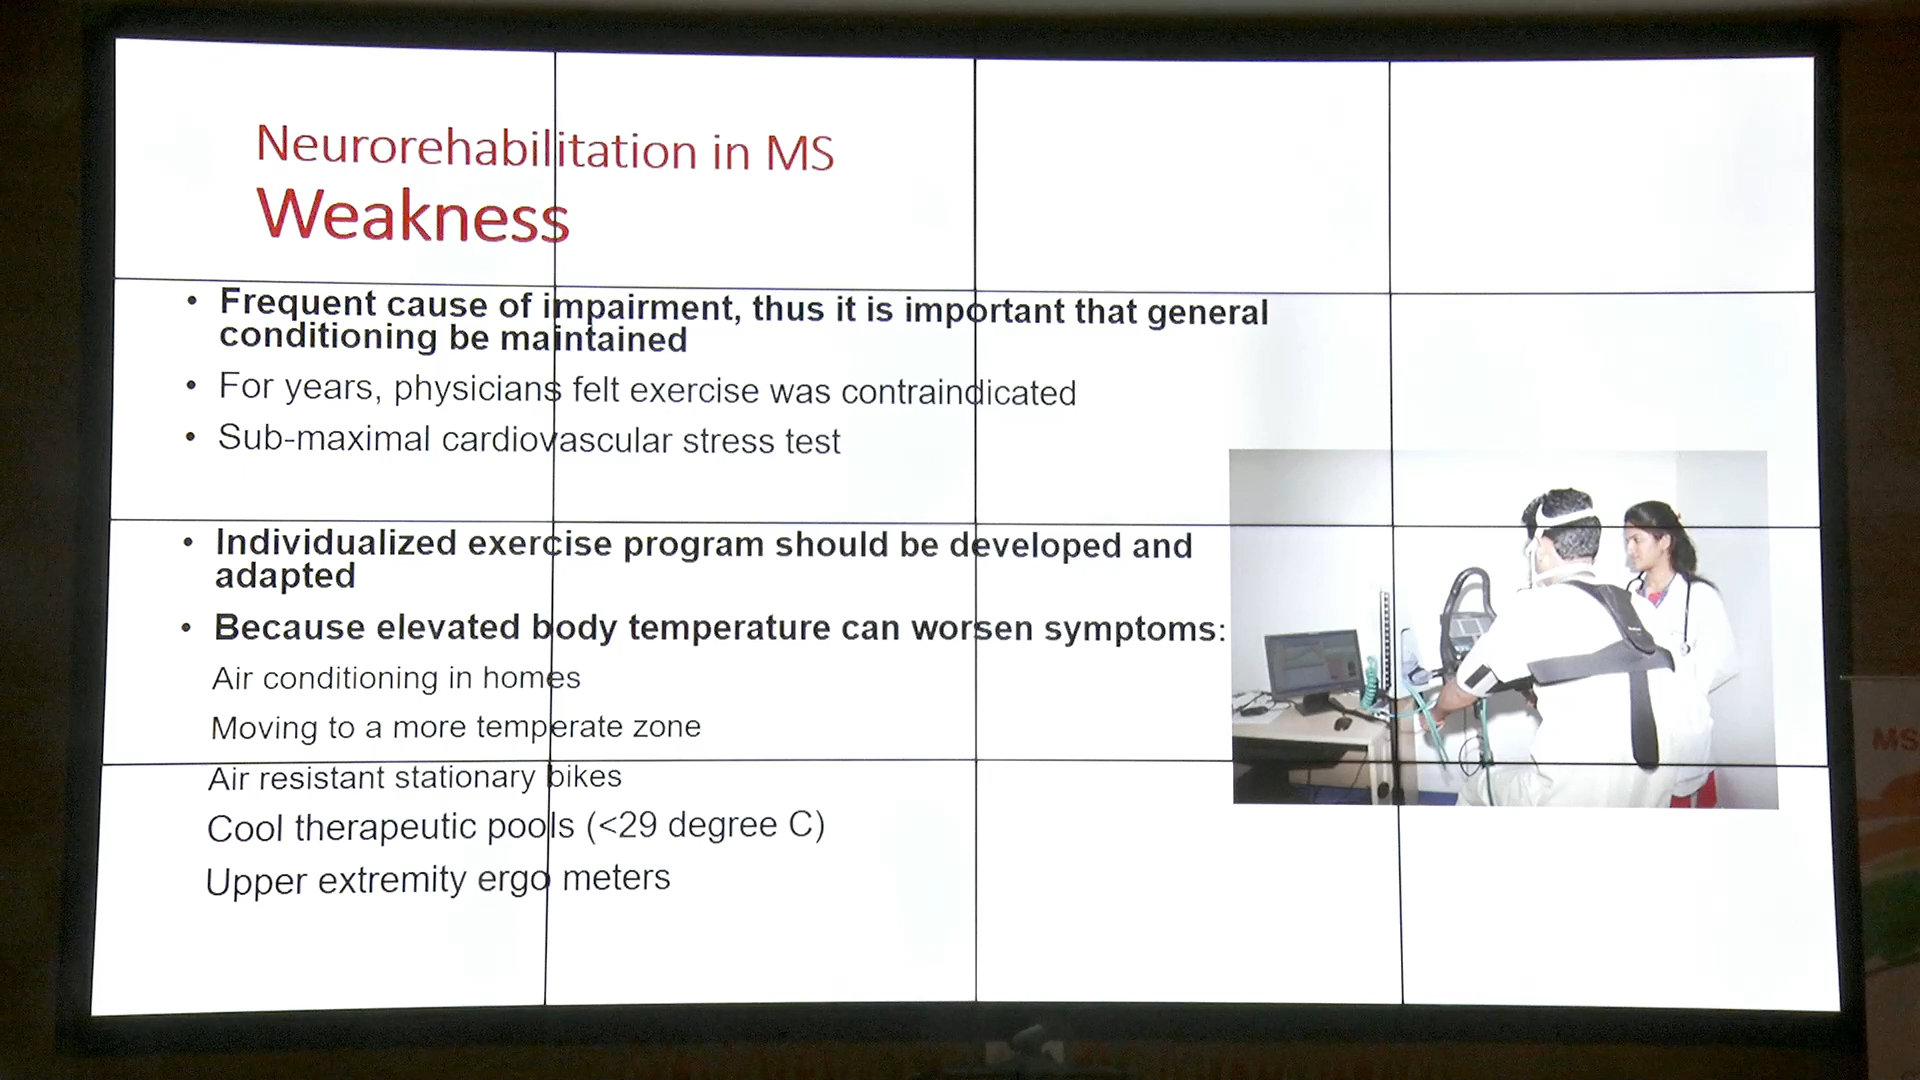 Neurorehabilitation in MS
Weakness
• Frequent cause of impairment, thus it is important that general
conditioning be maintained
• For years, physicians felt exercise was contraindicated
• Sub-maximal cardiovascular stress test
• Individualized exercise program should be developed and
adapted
• Because elevated body temperature can worsen symptoms:
Air conditioning in homes
Moving to a more temperate zone
Air resistant stationary bikes
Cool therapeutic pools (<29 degree C)
Upper extremity ergo meters
MS